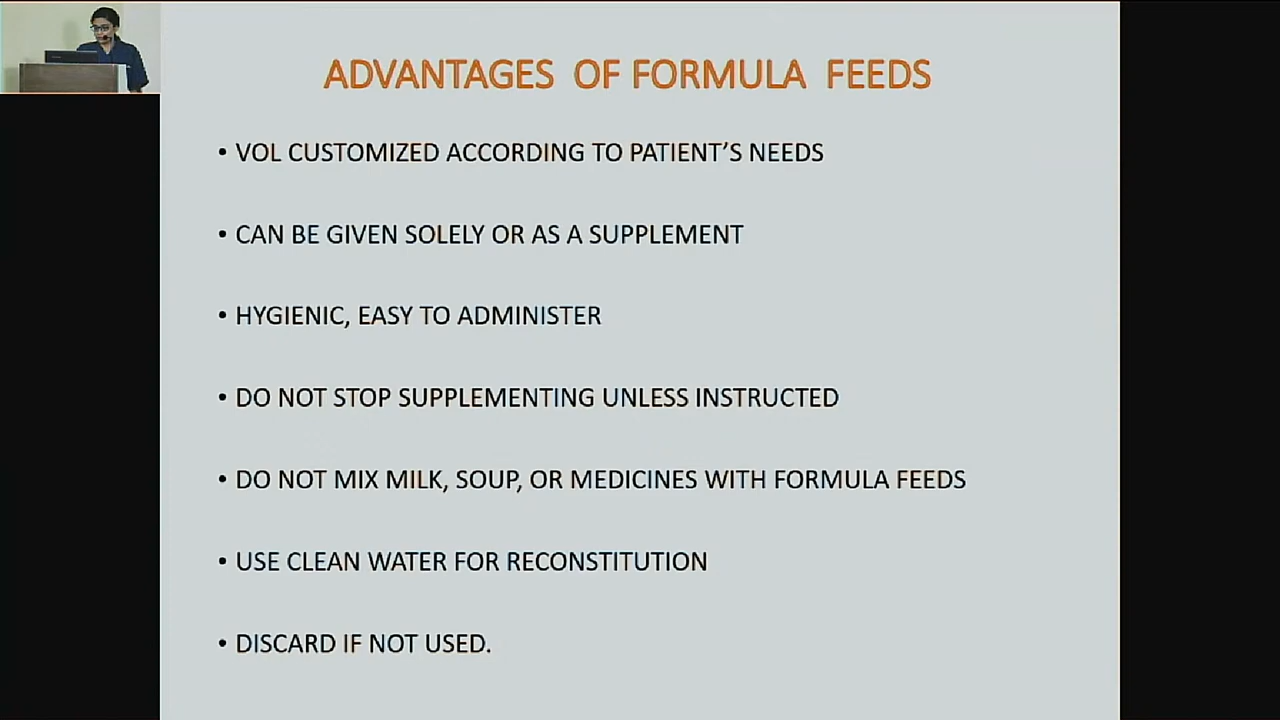 ADVANTAGES OF FORMULA FEEDS
• VOL CUSTOMIZED ACCORDING TO PATIENT’S NEEDS
• CAN BE GIVEN SOLELY OR AS A SUPPLEMENT
• HYGIENIC, EASY TO ADMINISTER
• DO NOT STOP SUPPLEMENTING UNLESS INSTRUCTED
• DO NOT MIX MILK, SOUP, OR MEDICINES WITH FORMULA FEEDS
• USE CLEAN WATER FOR RECONSTITUTION
• DISCARD IF NOT USED.